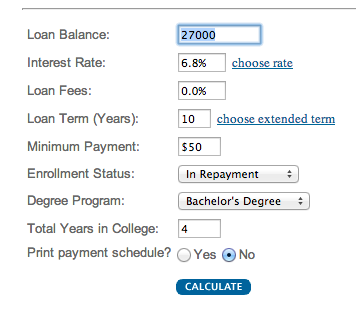 Loan Balance: 27000
Interest Rate: 6.8% choose rate
Loan Fees: 0.0%
Loan Term (Years): 10 choose extended term
Minimum Payment: $50
Enrollment Status: In Repayment
Degree Program: Bachelor's Degree
Total Years in College: 4
Print payment schedule? Yes No
CALCULATE